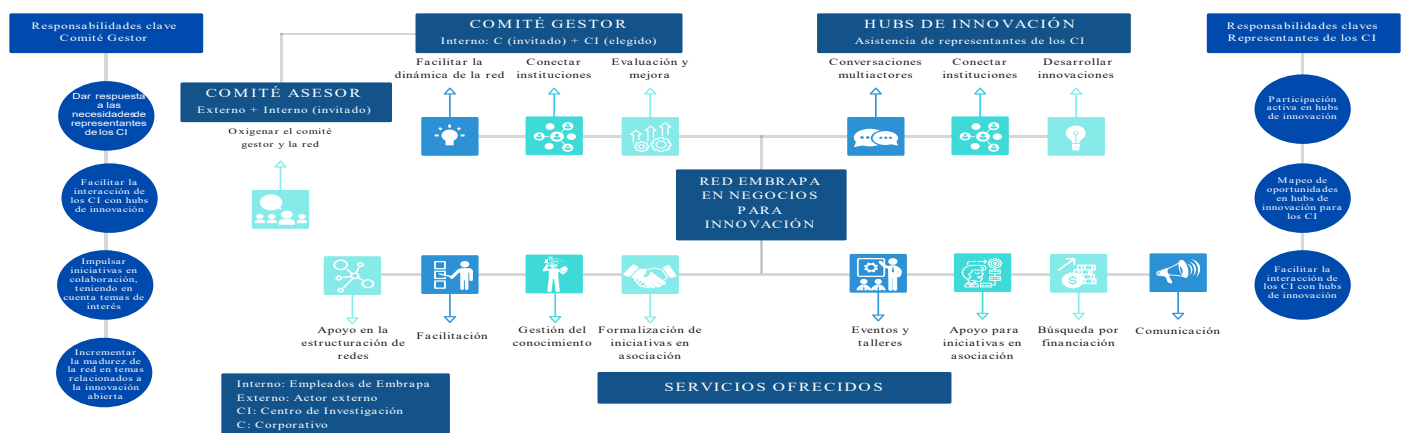 Responsabilidades clave
Comité Gestor
Dar respuesta
a las
necesidades de
representantes
de los CI
Facilitar la
interacción de
los CI con hubs
de innovación
Impulsar
iniciativas en
colaboración,
teniendo en
cuenta temas de
interés
Incrementar
la madurez de
la red en temas
relacionados a
la innovación
abierta
COMITÉ ASESOR
Externo + Interno (invitado)
Oxigenar el comité
gestor y la red
COMITÉ GESTOR
Interno: C (invitado) + CI (elegido)
Facilitar la
dinámica de la red
Conectar
instituciones
Evaluación y
mejora
HUBS DE INNOVACIÓN
Asistencia de representantes de los CI
Conversaciones
multiactores
Conectar
instituciones
Desarrollar
innovaciones
RED EMBRAPA
EN NEGOCIOS
PARA
INNOVACIÓN
Apoyo en la
estructuración de
redes
Facilitación
Gestión del
conocimiento
Formalización de
iniciativas en
asociación
Eventos y
talleres
Apoyo para
iniciativas en
asociación
Búsqueda por
financiación
Comunicación
SERVICIOS OFRECIDOS
Interno: Empleados de Embrapa
Externo: Actor externo
CI: Centro de Investigación
C: Corporativo
Responsabilidades claves
Representantes de los CI
Participación
activa en hubs
de innovación
Mapeo de
oportunidades
en hubs de
innovación para
los CI
Facilitar la
interacción de
los CI con hubs
de innovación